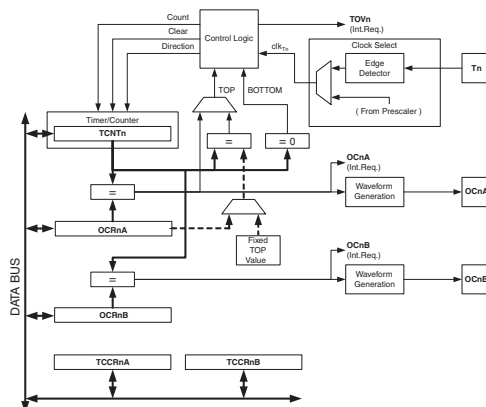 Count
Clear
Direction
Control Logic
TOVn
(Int.Req.)
clkTn
Clock Select
Edge
Detector
Tn
( From Prescaler )
TOP
BOTTOM
Timer/Counter
TCNTn
=
= 0
OCnA
(Int.Req.)
=
Waveform
Generation
OCnA
OCRnA
Fixed
TOP
Value
OCnB
(Int.Req.)
=
Waveform
Generation
OCnB
OCRnB
DATA BUS
TCCRnA
TCCRnB